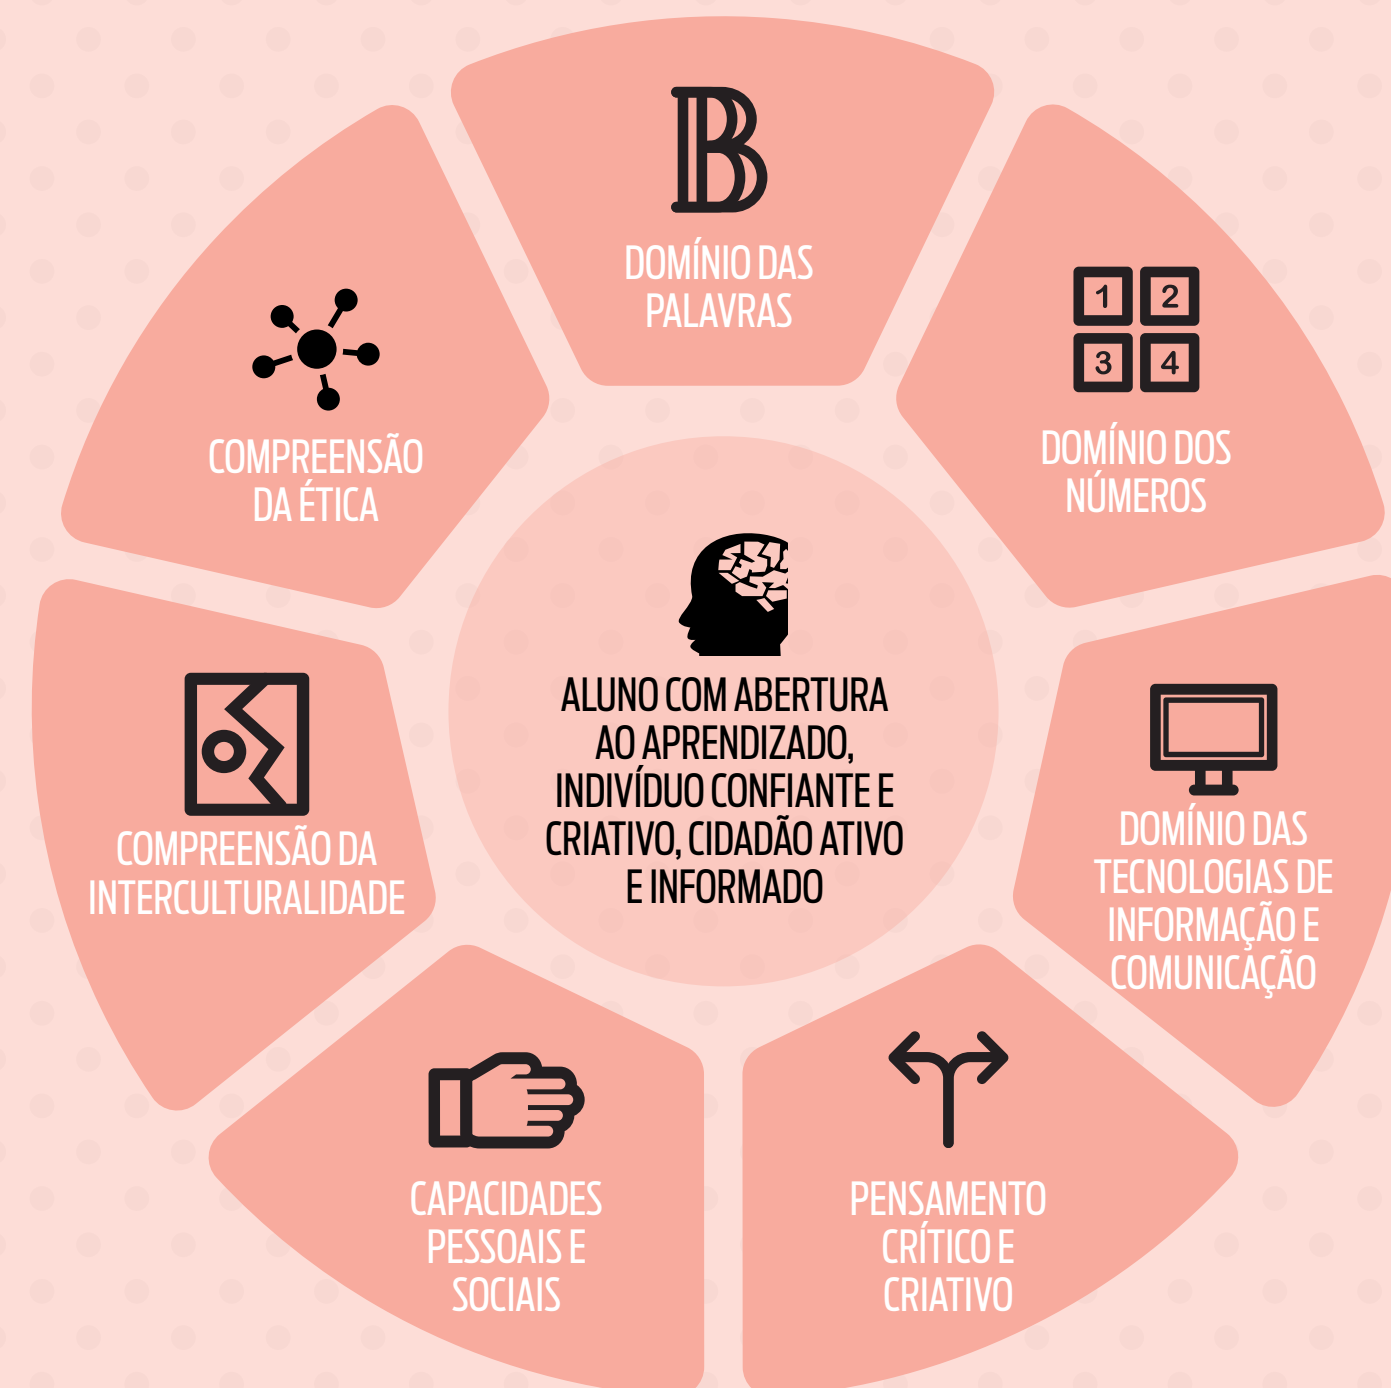 B
DOMÍNIO DAS
PALAVRAS
1 2
3 4
DOMÍNIO DOS
NÚMEROS
DOMÍNIO DAS
TECNOLOGIAS DE
INFORMAÇÃO E
COMUNICAÇÃO
PENSAMENTO
CRÍTICO E
CRIATIVO
CAPACIDADES
PESSOAIS E
SOCIAIS
COMPREENSÃO DA
INTERCULTURALIDADE
COMPREENSÃO
DA ÉTICA
ALUNO COM ABERTURA
AO APRENDIZADO,
INDIVÍDUO CONFIANTE E
CRIATIVO, CIDADÃO ATIVO
E INFORMADO